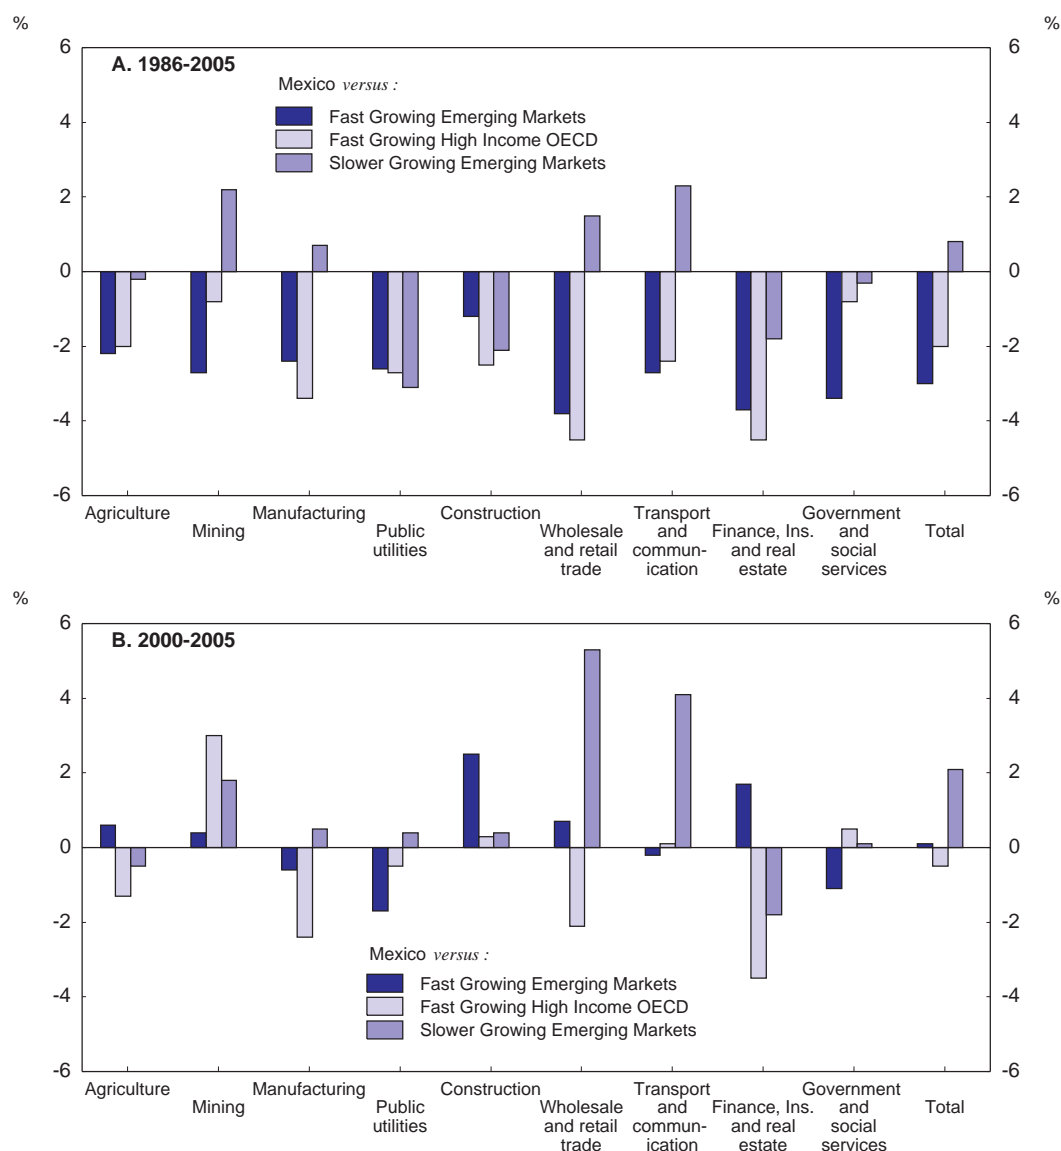 % %
A. 1986-2005
Mexico versus :
Fast Growing Emerging Markets
Fast Growing High Income OECD
Slower Growing Emerging Markets
6 6
4 4
2 2
0 0
-2 -2
-4 -4
-6 -6
Agriculture Manufacturing Construction Transport Government
Mining Public Wholesale and Finance, Ins. and Total
utilities and retail commun- and real social
trade ication estate services
% %
B. 2000-2005
6 6
4 4
2 2
0 0
-2 -2
-4 -4
-6 -6
Mexico versus :
Fast Growing Emerging Markets
Fast Growing High Income OECD
Slower Growing Emerging Markets
Agriculture Manufacturing Construction Transport Government
Mining Public Wholesale and Finance, Ins. and Total
utilities and retail commun- and real social
trade ication estate services